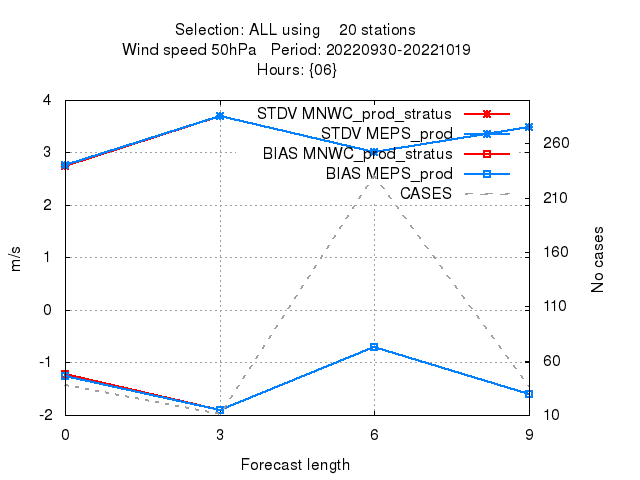 Selection: ALL using 20 stations
Wind speed 50hPa Period: 20220930-20221019
Hours: {06}
STDV MNWC_prod_stratus
STDV MEPS_prod
BIAS MNWC_prod_stratus
BIAS MEPS_prod
CASES
4
3
2
1
0
-1
-2
m/s
260
210
160
110
60
10
No cases
0 3 6 9
Forecast length